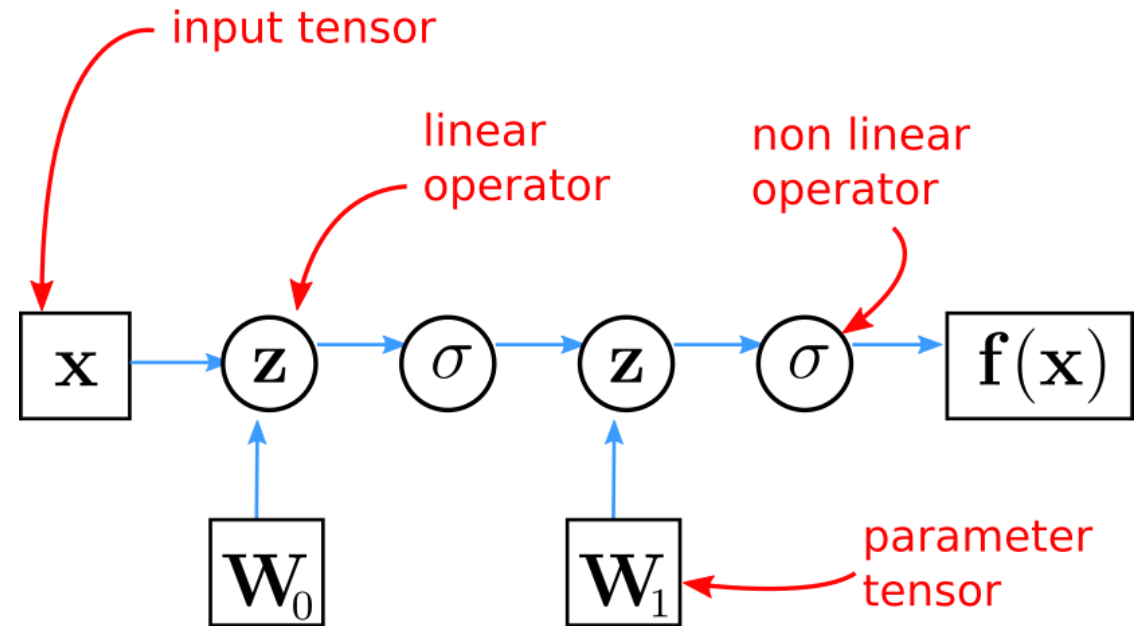 input tensor
linear
operator
non linear
operator
x
z
σ
z
σ
f(x)
W₀
W₁
parameter
tensor